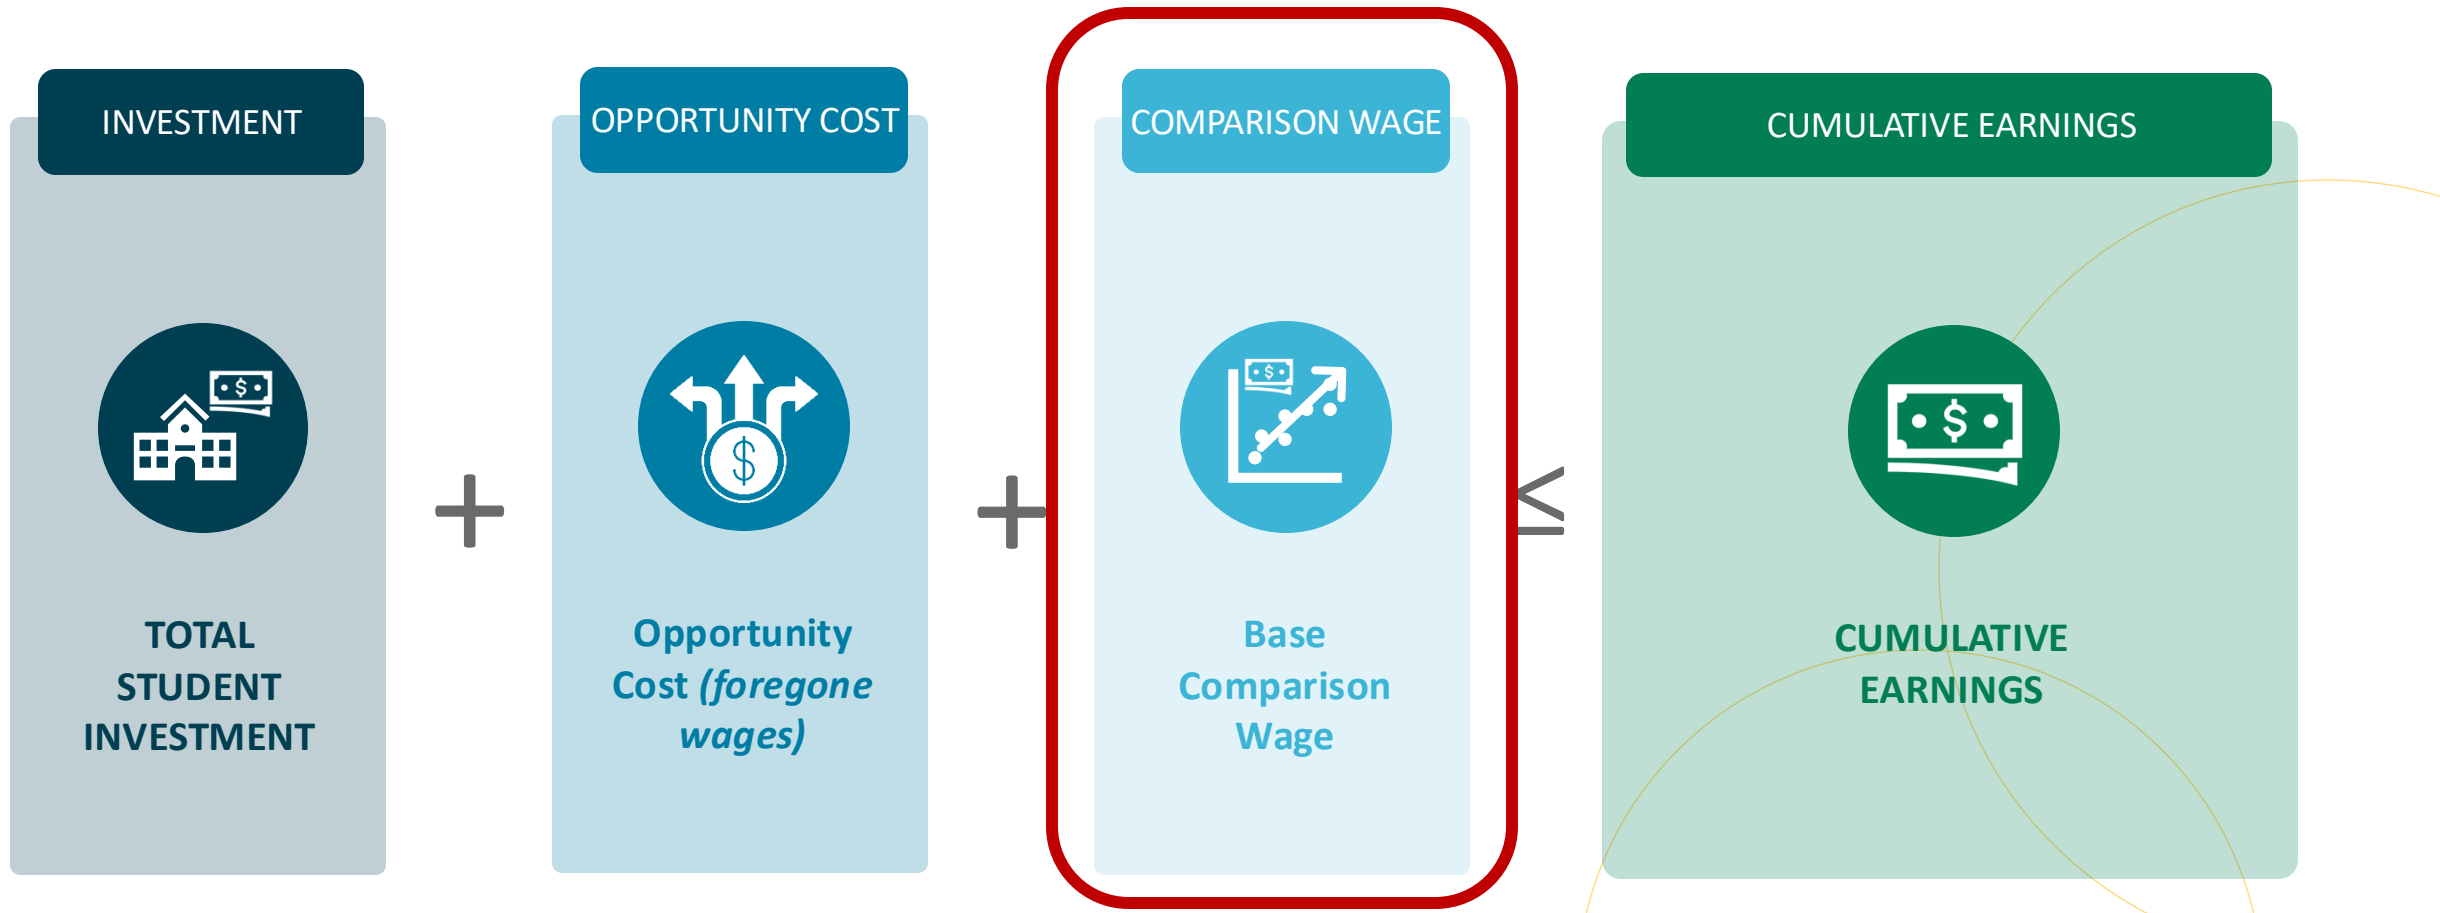 INVESTMENT
TOTAL
STUDENT
INVESTMENT
+
OPPORTUNITY COST
Opportunity
Cost (foregone
wages)
+
COMPARISON WAGE
Base
Comparison
Wage
≤
CUMULATIVE EARNINGS
CUMULATIVE
EARNINGS